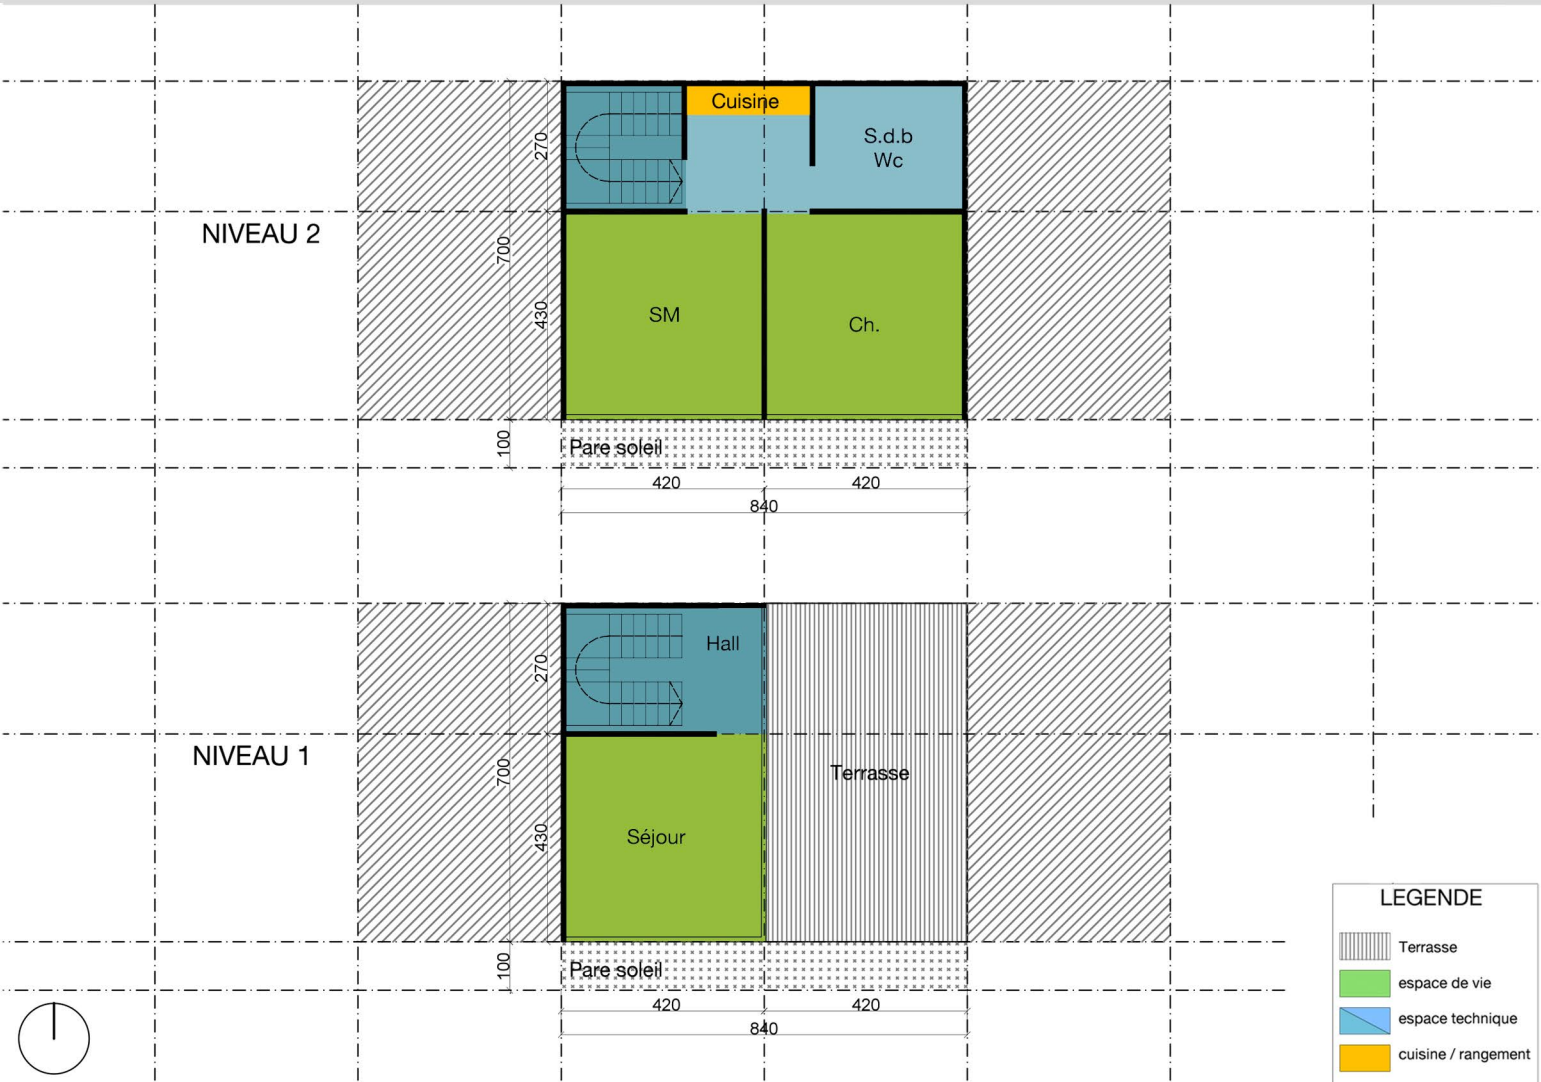 Cuisine
S.d.b
Wc
270
NIVEAU 2
700
430
SM
Ch.
100
Pare soleil
420
420
840
Hall
270
NIVEAU 1
700
Terrasse
430
Séjour
100
Pare soleil
420
420
840
LEGENDE
Terrasse
espace de vie
espace technique
cuisine / rangement